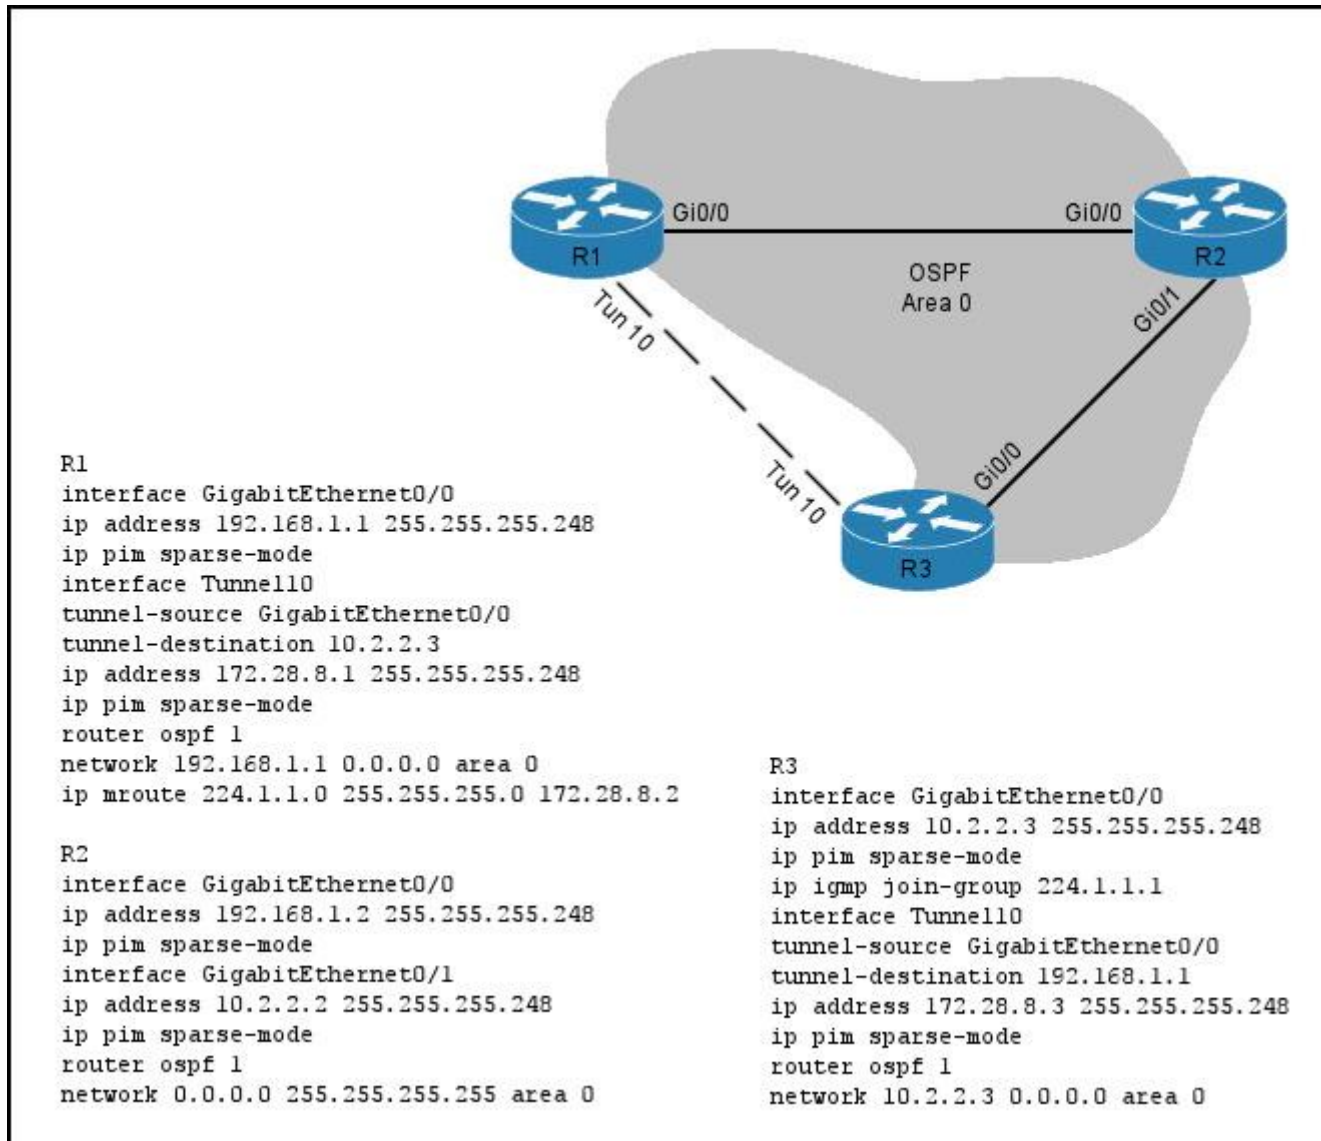 Gi0/0
Gi0/0
R1
R2
OSPF
Area 0
Gi0/1
Tun 10
Gi0/0
Tun 10
R3
R1
interface GigabitEthernet0/0
ip address 192.168.1.1 255.255.255.248
ip pim sparse-mode
interface Tunnel10
tunnel-source GigabitEthernet0/0
tunnel-destination 10.2.2.3
ip address 172.28.8.1 255.255.255.248
ip pim sparse-mode
router ospf 1
network 192.168.1.1 0.0.0.0 area 0
ip mroute 224.1.1.0 255.255.255.0 172.28.8.2
R2
interface GigabitEthernet0/0
ip address 192.168.1.2 255.255.255.248
ip pim sparse-mode
interface GigabitEthernet0/1
ip address 10.2.2.2 255.255.255.248
ip pim sparse-mode
router ospf 1
network 0.0.0.0 255.255.255.255 area 0
R3
interface GigabitEthernet0/0
ip address 10.2.2.3 255.255.255.248
ip pim sparse-mode
ip igmp join-group 224.1.1.1
interface Tunnel10
tunnel-source GigabitEthernet0/0
tunnel-destination 192.168.1.1
ip address 172.28.8.3 255.255.255.248
ip pim sparse-mode
router ospf 1
network 10.2.2.3 0.0.0.0 area 0